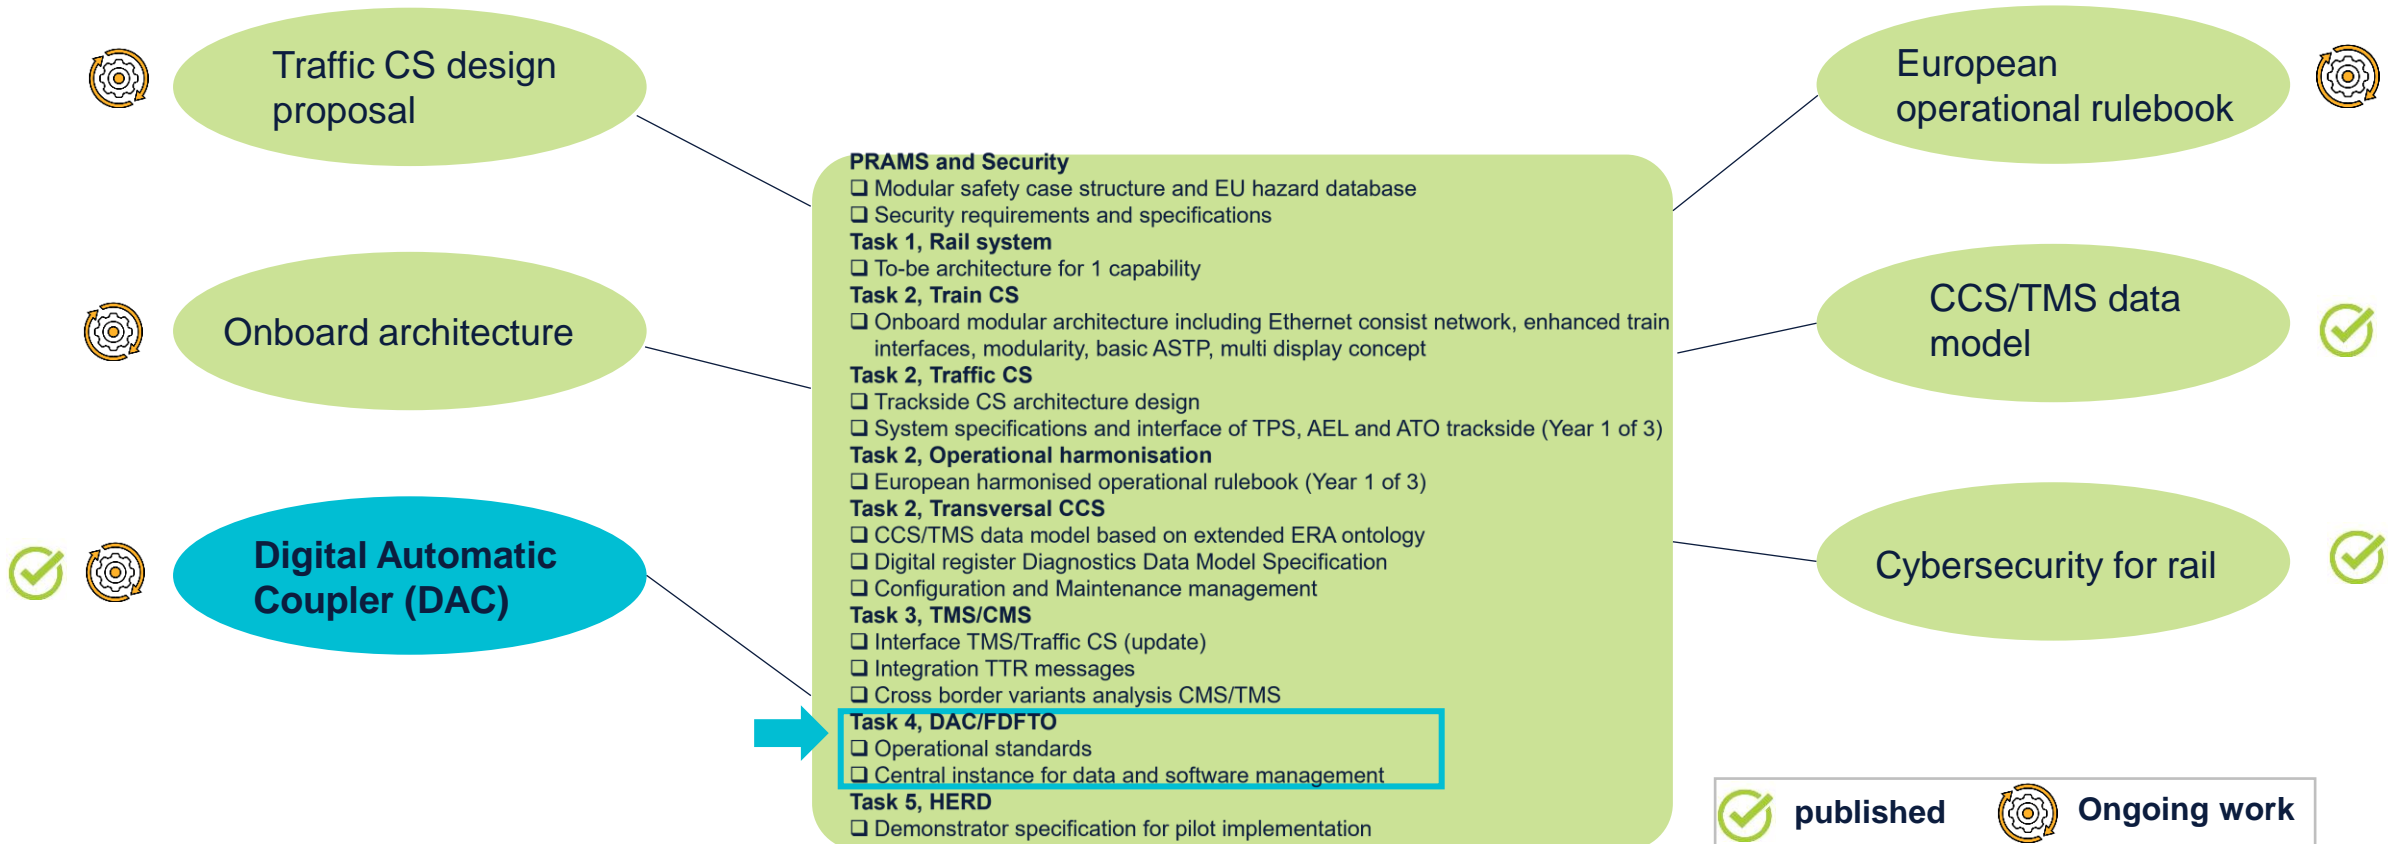 Traffic CS design
proposal
Onboard architecture
Digital Automatic
Coupler (DAC)
PRAMS and Security
❑ Modular safety case structure and EU hazard database
❑ Security requirements and specifications
Task 1, Rail system
❑ To-be architecture for 1 capability
Task 2, Train CS
❑ Onboard modular architecture including Ethernet consist network, enhanced train
interfaces, modularity, basic ASTP, multi display concept
Task 2, Traffic CS
❑ Trackside CS architecture design
❑ System specifications and interface of TPS, AEL and ATO trackside (Year 1 of 3)
Task 2, Operational harmonisation
❑ European harmonised operational rulebook (Year 1 of 3)
Task 2, Transversal CCS
❑ CCS/TMS data model based on extended ERA ontology
❑ Digital register Diagnostics Data Model Specification
❑ Configuration and Maintenance management
Task 3, TMS/CMS
❑ Interface TMS/Traffic CS (update)
❑ Integration TTR messages
❑ Cross border variants analysis CMS/TMS
Task 4, DAC/FDFTO
❑ Operational standards
❑ Central instance for data and software management
Task 5, HERD
❑ Demonstrator specification for pilot implementation
European
operational rulebook
CCS/TMS data
model
Cybersecurity for rail
published
Ongoing work